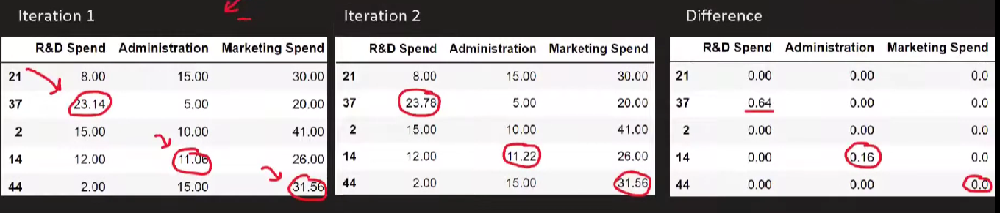 Iteration 1
R&D Spend Administration Marketing Spend
21 8.00 15.00 30.00
37 23.14 5.00 20.00
2 15.00 10.00 41.00
14 12.00 11.06 26.00
44 2.00 15.00 31.56
Iteration 2
R&D Spend Administration Marketing Spend
21 8.00 15.00 30.00
37 23.78 5.00 20.00
2 15.00 10.00 41.00
14 12.00 11.22 26.00
44 2.00 15.00 31.56
Difference
R&D Spend Administration Marketing Spend
21 0.00 0.00 0.0
37 0.64 0.00 0.0
2 0.00 0.00 0.0
14 0.00 0.16 0.0
44 0.00 0.00 0.0